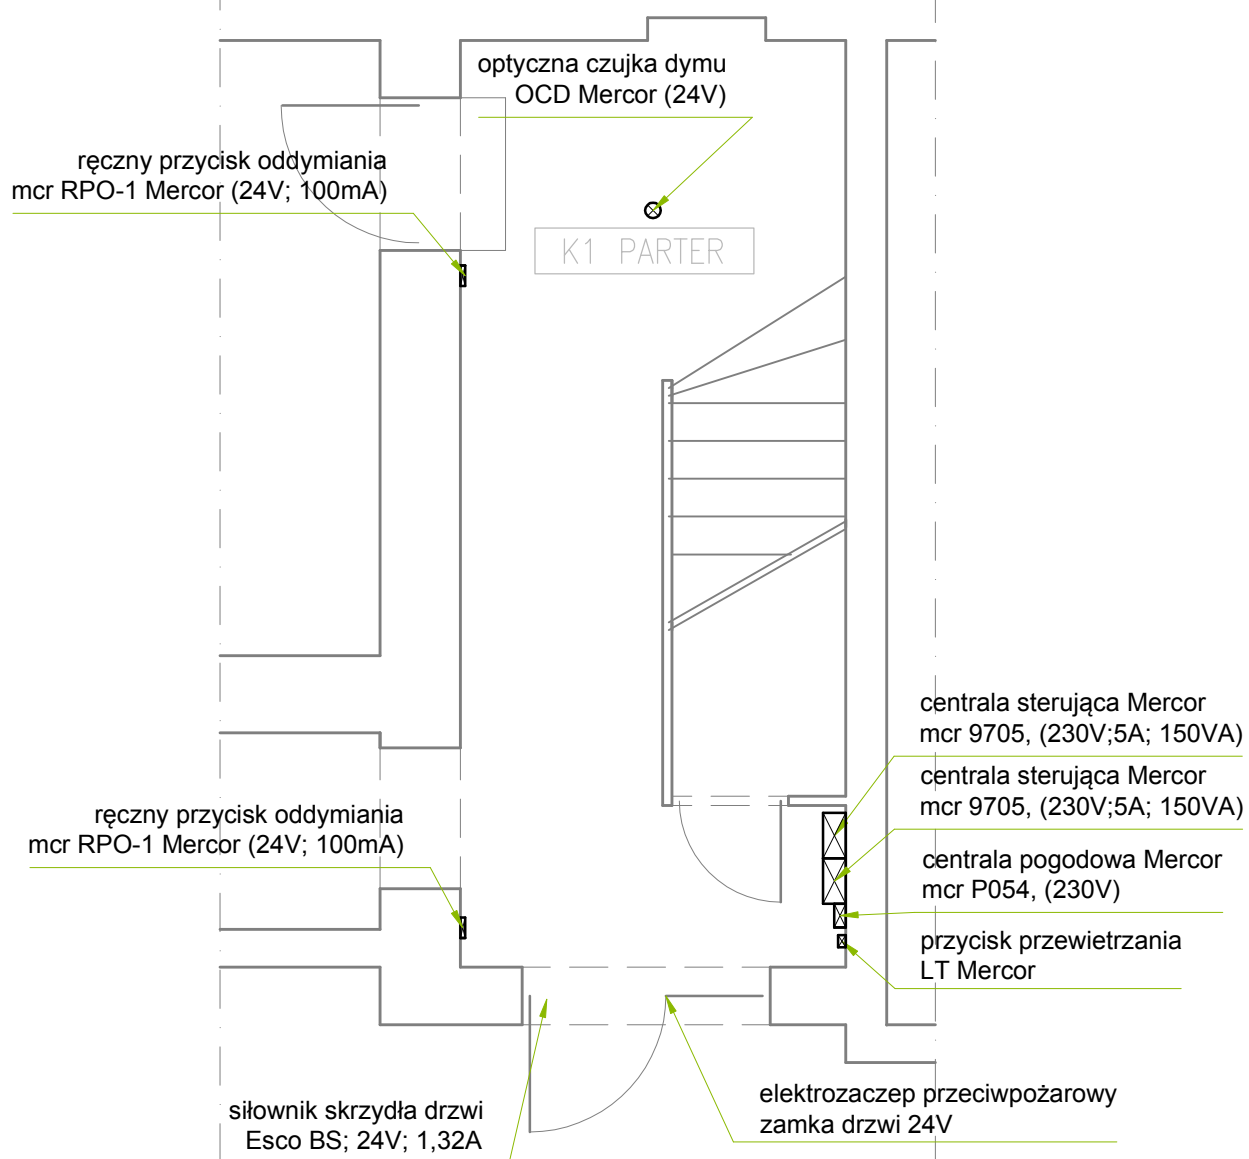 optyczna czujka dymu
OCD Mercor (24V)
ręczny przycisk oddymiania
mcr RPO-1 Mercor (24V; 100mA)
K1 PARTER
centrala sterująca Mercor
mcr 9705, (230V;5A; 150VA)
centrala sterująca Mercor
mcr 9705, (230V;5A; 150VA)
ręczny przycisk oddymiania
mcr RPO-1 Mercor (24V; 100mA)
centrala pogodowa Mercor
mcr P054, (230V)
przycisk przewietrzania
LT Mercor
siłownik skrzydła drzwi
Esco BS; 24V; 1,32A
elektrozaczep przeciwpożarowy
zamka drzwi 24V